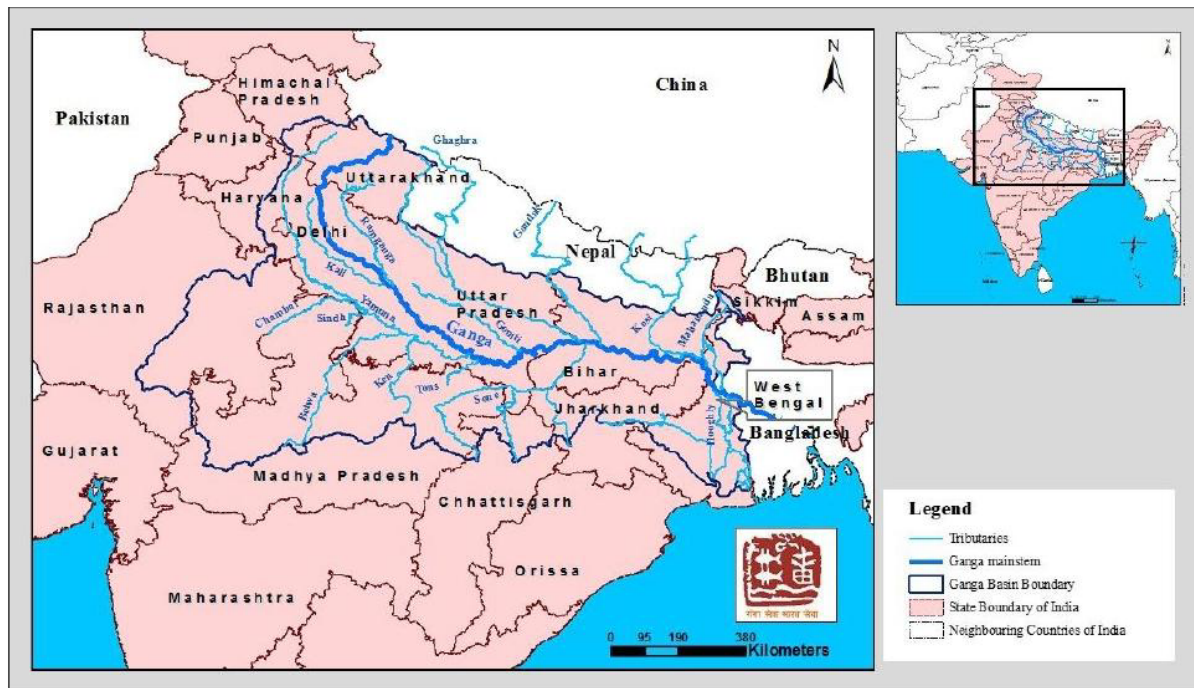 N
China
Himachal
Pradesh
Pakistan
Punjab
Ghaghra
Uttarakhand
Haryana
Gandak
Delhi
Ramganga
Nepal
Kali
Bhutan
Rajasthan
Uttar
Pradesh
Sikkim
Mahananda
Kosi
Assam
Chambal
Yamuna
Sindh
Ganga
Gomti
Bihar
Ken
Tons
Sone
West
Bengal
Betwa
Jharkhand
Hooghly
Bangladesh
Gujarat
Madhya Pradesh
Chhattisgarh
Orissa
Maharashtra
गंगा सेवा भारत सेवा
0 95 190 380
Kilometers
Legend
Tributaries
Ganga mainstem
Ganga Basin Boundary
State Boundary of India
Neighbouring Countries of India